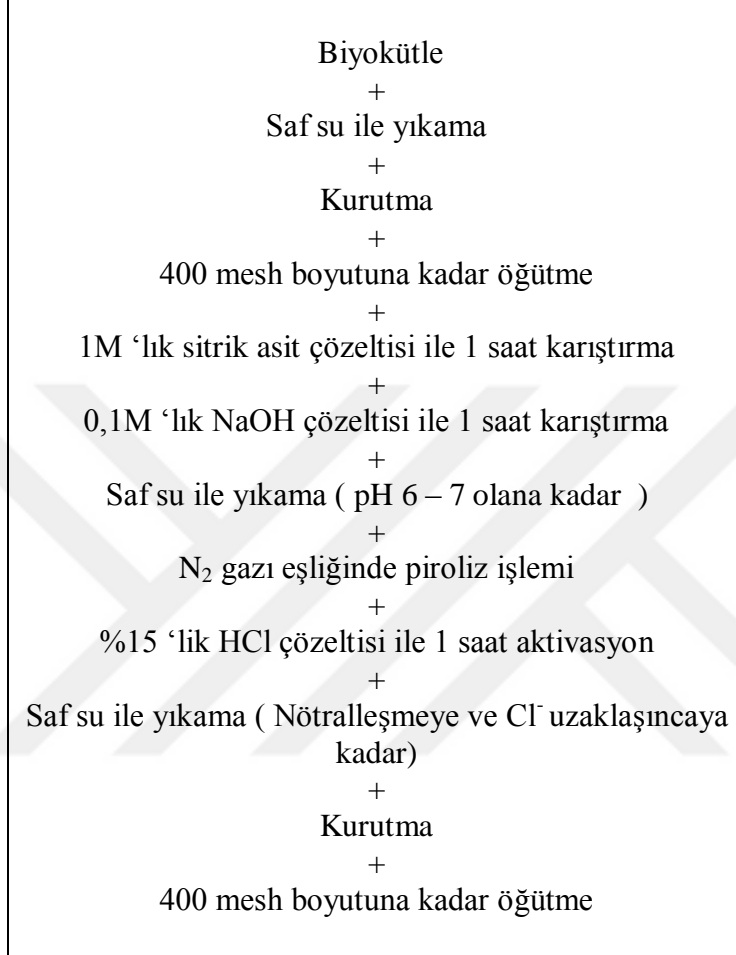 Biyokütle
+
Saf su ile yıkama
+
Kurutma
+
400 mesh boyutuna kadar öğütme
+
1M ‘lık sitrik asit çözeltisi ile 1 saat karıştırma
+
0,1M ‘lık NaOH çözeltisi ile 1 saat karıştırma
+
Saf su ile yıkama ( pH 6 – 7 olana kadar )
+
N₂ gazı eşliğinde piroliz işlemi
+
%15 ‘lik HCl çözeltisi ile 1 saat aktivasyon
+
Saf su ile yıkama ( Nötralleşmeye ve Cl⁻ uzaklaşıncaya
kadar)
+
Kurutma
+
400 mesh boyutuna kadar öğütme